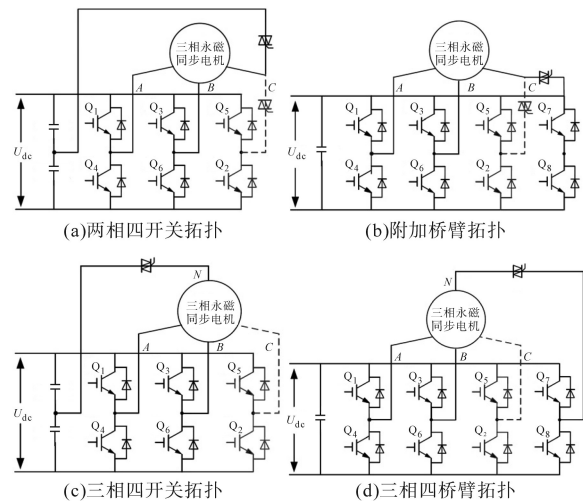 三相永磁
同步电机
A
B
C
Q1
Q3
Q5
Udc
Q4
Q6
Q2
(a)两相四开关拓扑
三相永磁
同步电机
A
B
C
Q1
Q3
Q5
Q7
Udc
Q4
Q6
Q2
Q8
(b)附加桥臂拓扑
N
三相永磁
同步电机
A
B
C
Q1
Q3
Q5
Udc
Q4
Q6
Q2
(c)三相四开关拓扑
N
三相永磁
同步电机
A
B
C
Q1
Q3
Q5
Q7
Udc
Q4
Q6
Q2
Q8
(d)三相四桥臂拓扑